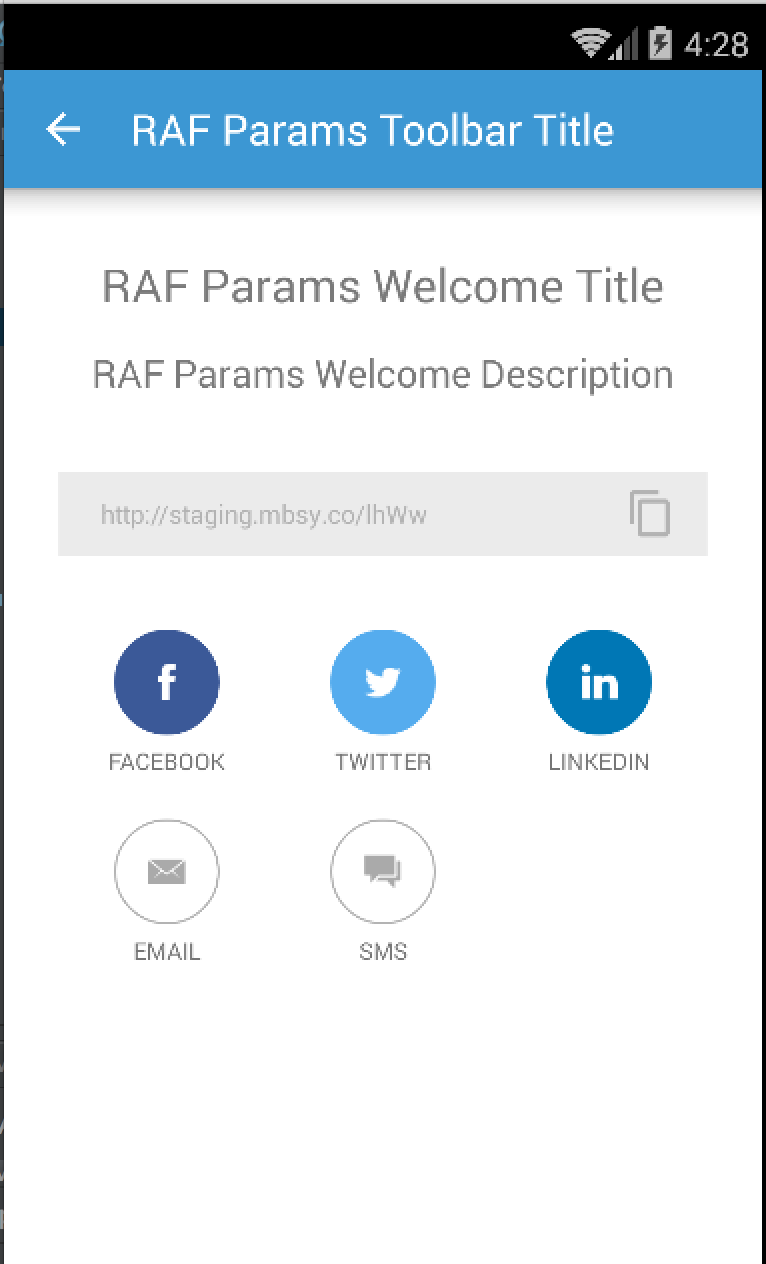 4:28
RAF Params Toolbar Title
RAF Params Welcome Title
RAF Params Welcome Description
http://staging.mbsy.co/lhWw
FACEBOOK
TWITTER
LINKEDIN
EMAIL
SMS